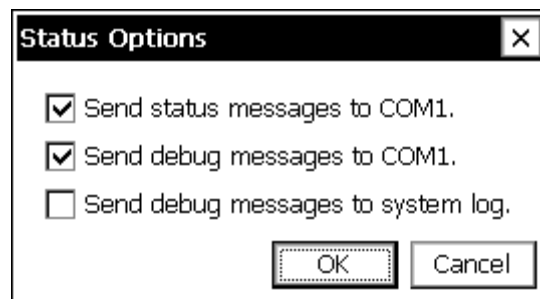 Status Options
Send status messages to COM1.
Send debug messages to COM1.
Send debug messages to system log.
OK Cancel